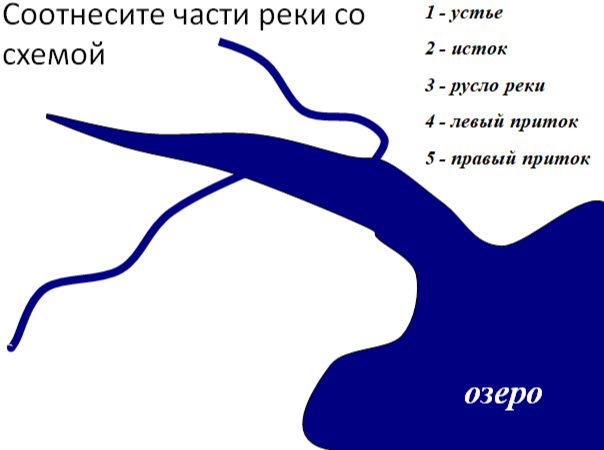 Соотнесите части реки со
схемой
1 - устье
2 - исток
3 - русло реки
4 - левый приток
5 - правый приток
озеро